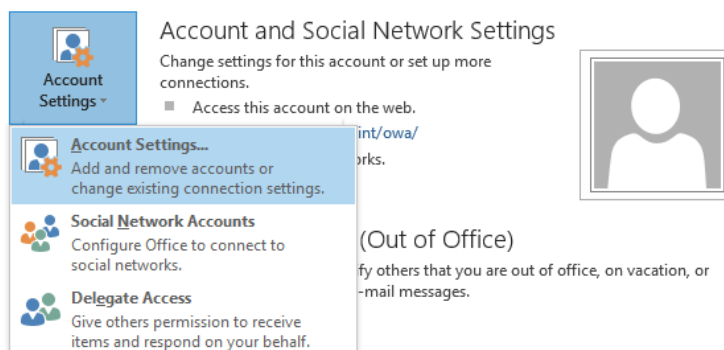 Account and Social Network Settings
Change settings for this account or set up more
connections.
Access this account on the web.
int/owa/
rks.
Account
Settings
Account Settings...
Add and remove accounts or
change existing connection settings.
Social Network Accounts
Configure Office to connect to
social networks.
Delegate Access
Give others permission to receive
items and respond on your behalf.
(Out of Office)
fy others that you are out of office, on vacation, or
-mail messages.